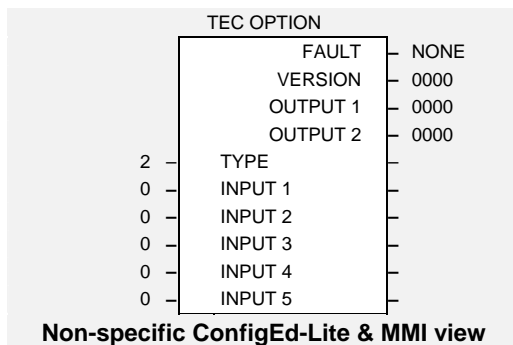 TEC OPTION
FAULT – NONE
VERSION – 0000
OUTPUT 1 – 0000
OUTPUT 2 – 0000
2 – TYPE –
0 – INPUT 1 –
0 – INPUT 2 –
0 – INPUT 3 –
0 – INPUT 4 –
0 – INPUT 5 –
Non-specific ConfigEd-Lite & MMI view